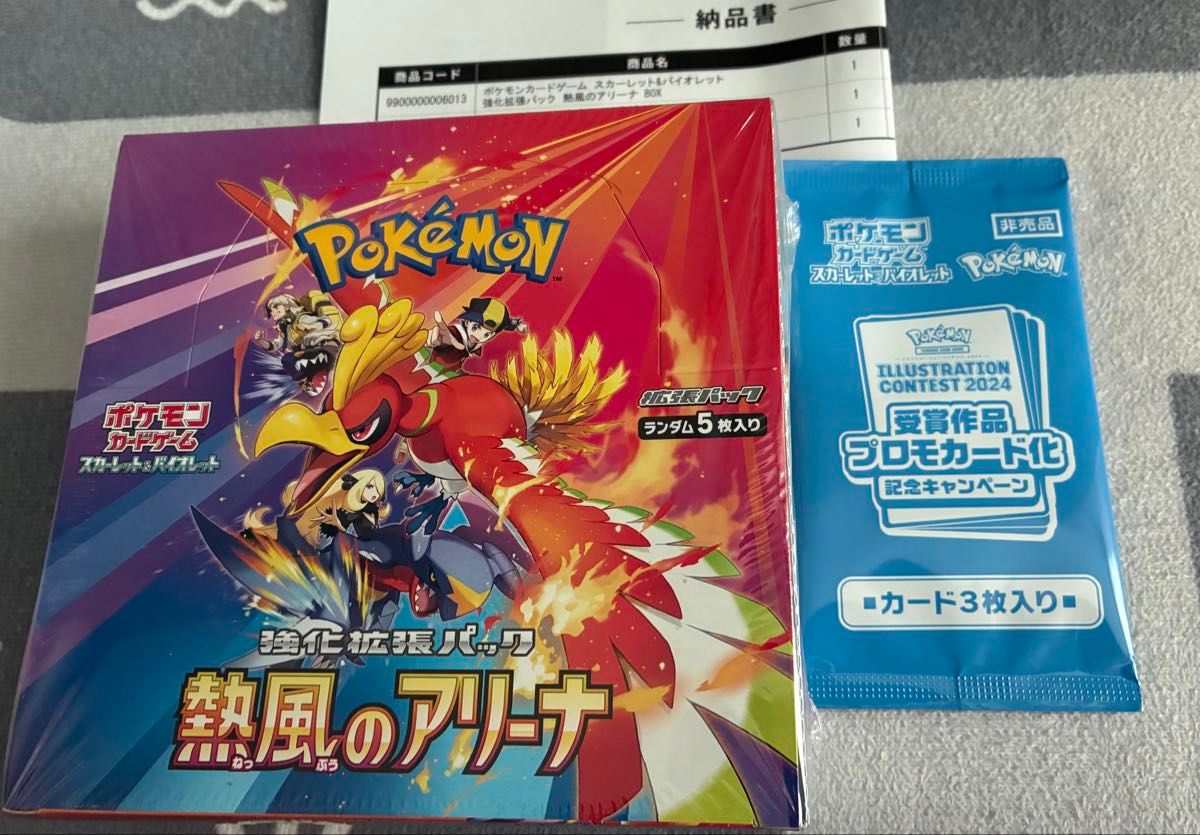 納品書
商品コード 商品名 数量
9900000006013 ポケモンカードゲーム スカーレット&バイオレット 1
強化拡張パック 熱風のアリーナ BOX
1
1
POKéMON
TM
ポケモン
カードゲーム
スカーレット&バイオレット
拡張パック
ランダム5枚入り
強化拡張パック
熱風のアリーナ
ねっ ぷう
ポケモン
カードゲーム
スカーレット&バイオレット
非売品
POKéMON
TM
POKéMON
ILLUSTRATION
CONTEST 2024
受賞作品
プロモカード化
記念キャンペーン
■カード3枚入り■